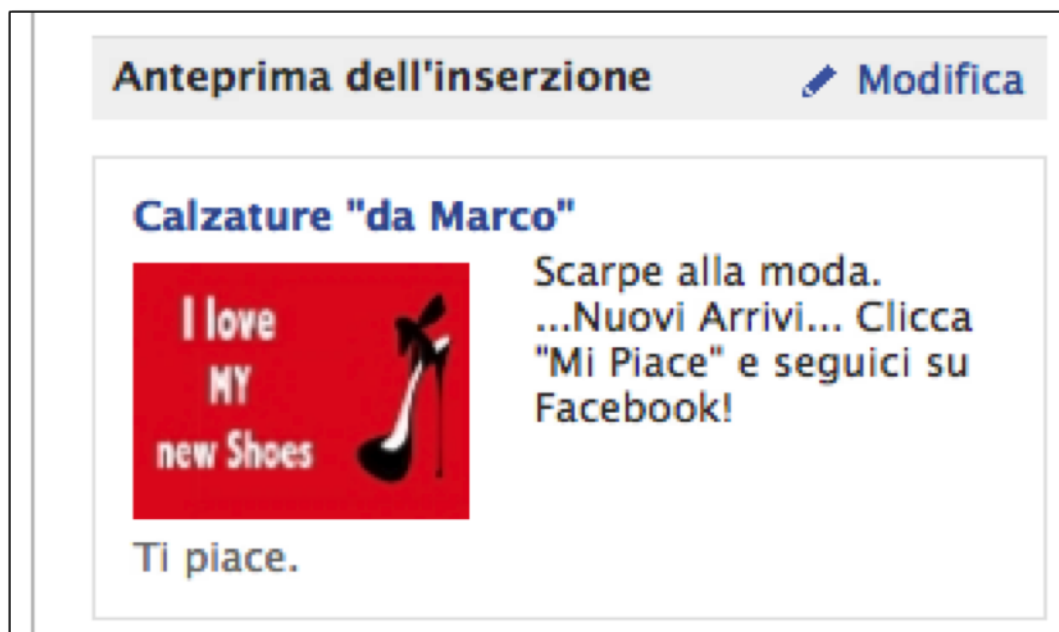 Anteprima dell'inserzione Modifica
Calzature "da Marco"
I love
MY
new Shoes
Scarpe alla moda.
...Nuovi Arrivi... Clicca
"Mi Piace" e seguici su
Facebook!
Ti piace.